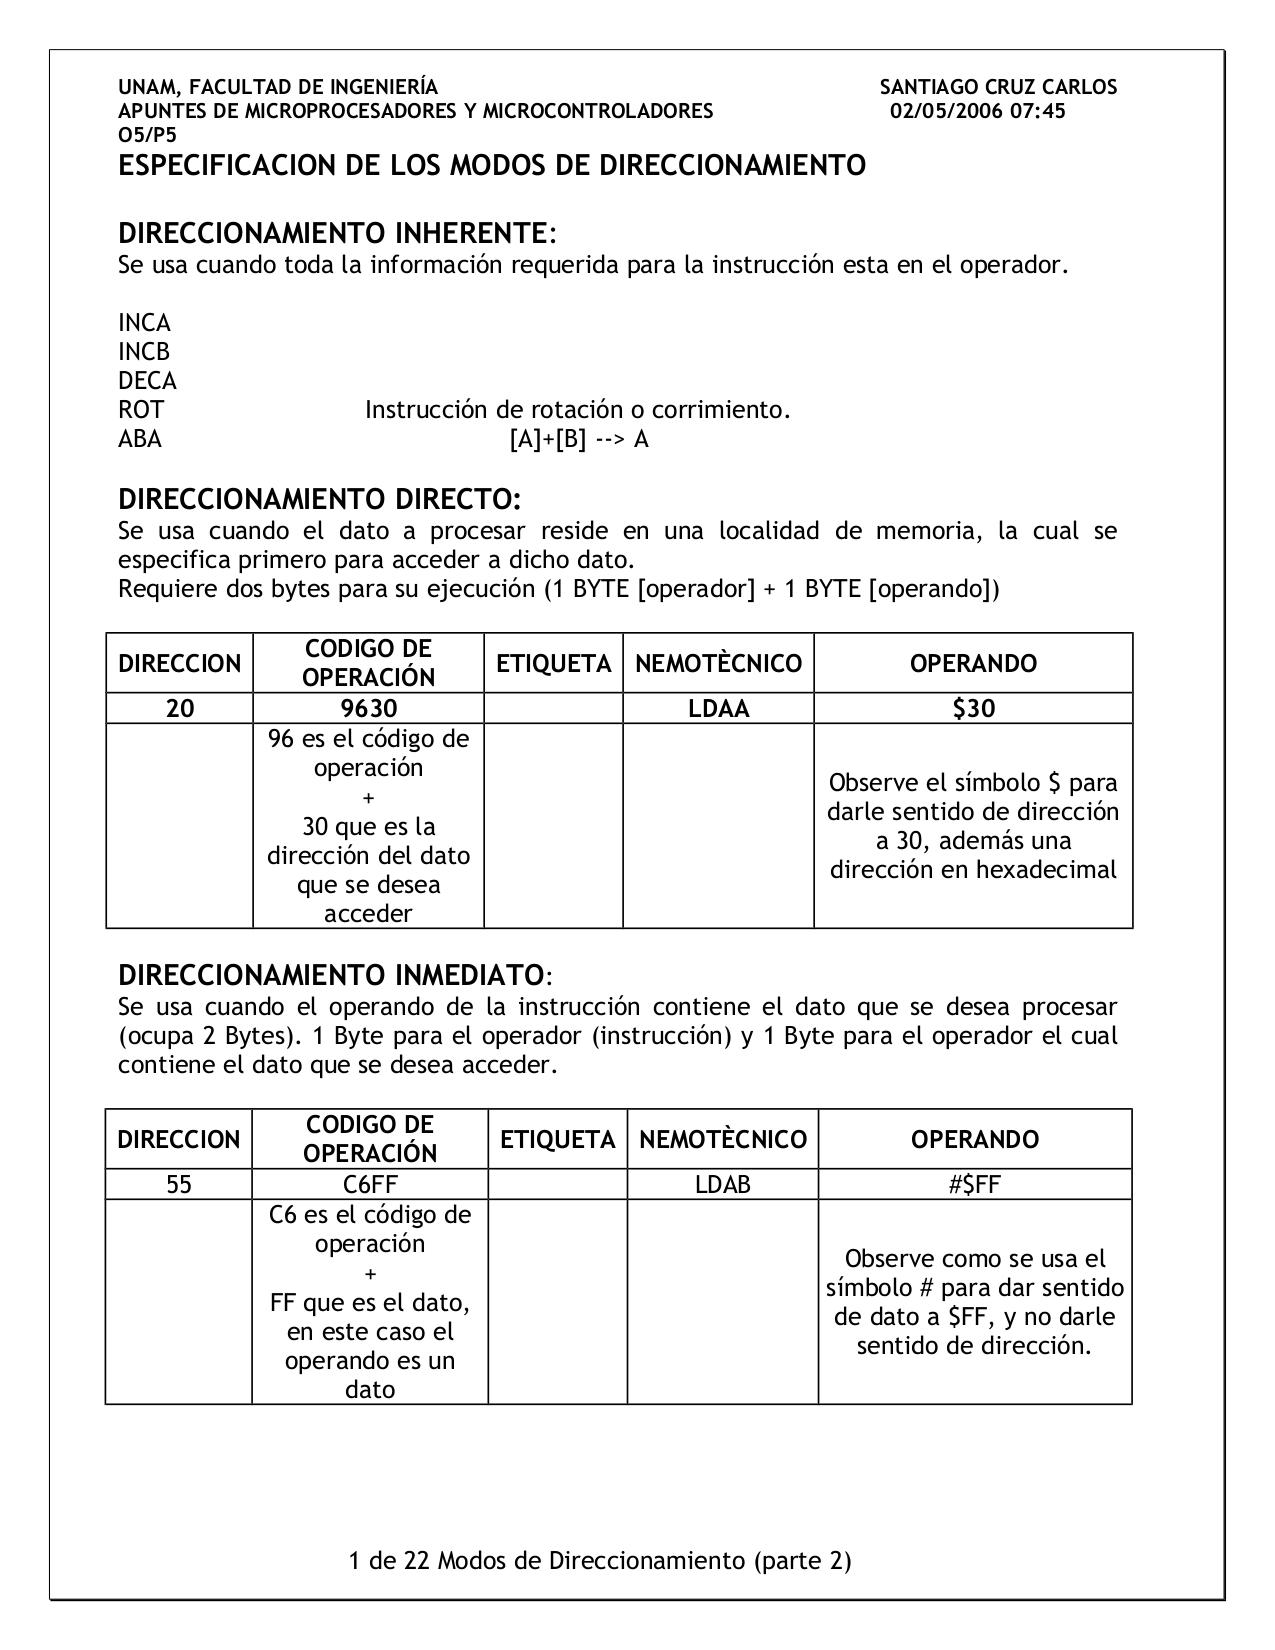 UNAM, FACULTAD DE INGENIERÍA SANTIAGO CRUZ CARLOS
APUNTES DE MICROPROCESADORES Y MICROCONTROLADORES 02/05/2006 07:45
O5/P5
ESPECIFICACION DE LOS MODOS DE DIRECCIONAMIENTO
DIRECCIONAMIENTO INHERENTE:
Se usa cuando toda la información requerida para la instrucción esta en el operador.
INCA
INCB
DECA
ROT Instrucción de rotación o corrimiento.
ABA [A]+[B] --> A
DIRECCIONAMIENTO DIRECTO:
Se usa cuando el dato a procesar reside en una localidad de memoria, la cual se
especifica primero para acceder a dicho dato.
Requiere dos bytes para su ejecución (1 BYTE [operador] + 1 BYTE [operando])
DIRECCION CODIGO DE OPERACIÓN ETIQUETA NEMOTÈCNICO OPERANDO
20 9630 LDAA $30
96 es el código de
operación
+
30 que es la
dirección del dato
que se desea
acceder
Observe el símbolo $ para
darle sentido de dirección
a 30, además una
dirección en hexadecimal
DIRECCIONAMIENTO INMEDIATO:
Se usa cuando el operando de la instrucción contiene el dato que se desea procesar
(ocupa 2 Bytes). 1 Byte para el operador (instrucción) y 1 Byte para el operador el cual
contiene el dato que se desea acceder.
DIRECCION CODIGO DE OPERACIÓN ETIQUETA NEMOTÈCNICO OPERANDO
55 C6FF LDAB #$FF
C6 es el código de
operación
+
FF que es el dato,
en este caso el
operando es un
dato
Observe como se usa el
símbolo # para dar sentido
de dato a $FF, y no darle
sentido de dirección.
1 de 22 Modos de Direccionamiento (parte 2)